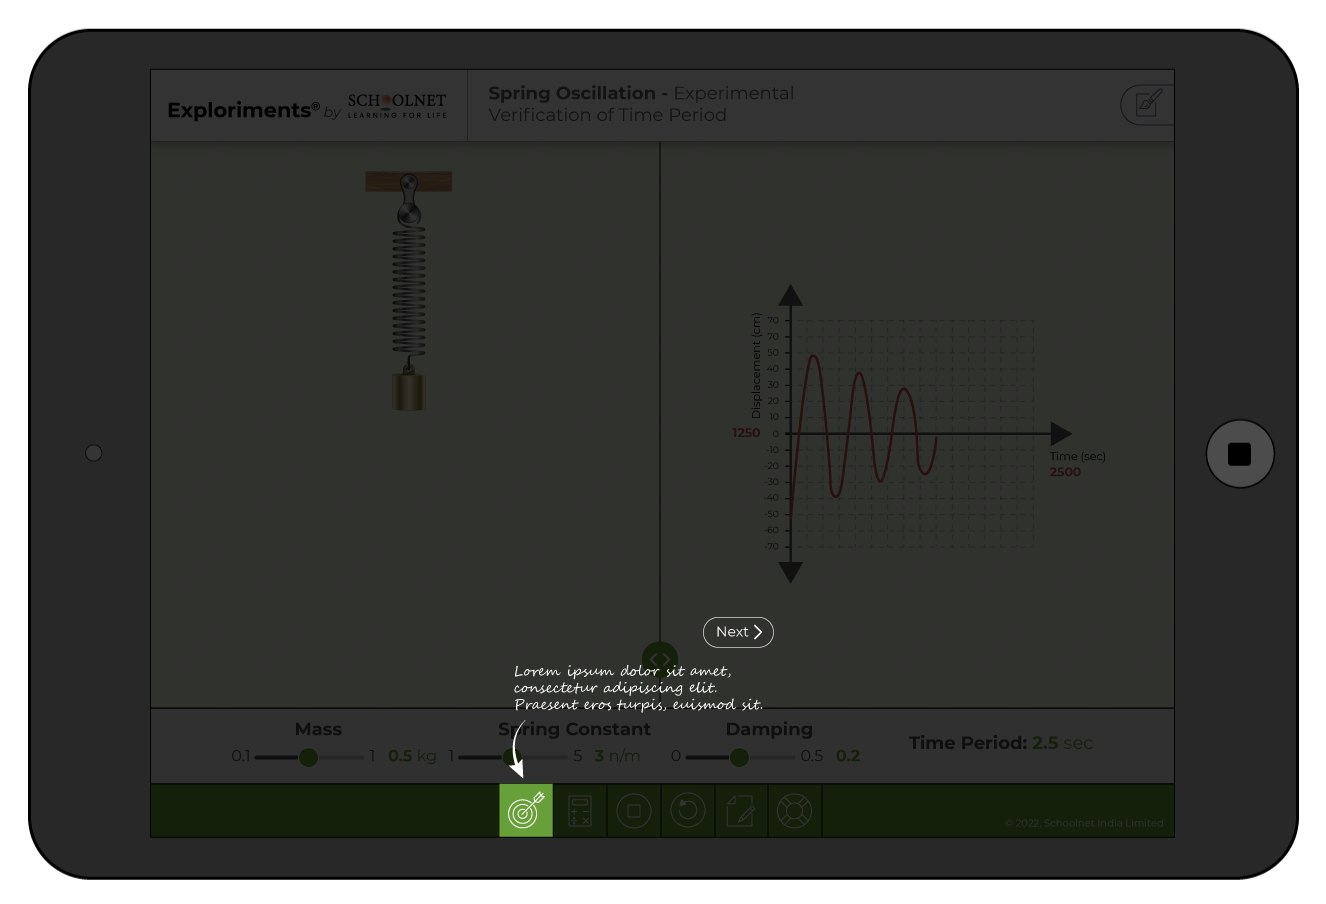 Exploriments® by SCHOOLNET
LEARNING FOR LIFE
Spring Oscillation - Experimental
Verification of Time Period
Displacement (cm)
70
70
50
40
30
20
10
1250 0
-10
-20
-30
-40
-50
-60
-70
Time (sec)
2500
Next
Lorem ipsum dolor sit amet,
consectetur adipiscing elit.
Praesent eros turpis, euismod sit.
Mass
0.1 1 0.5 kg
Spring Constant
1 5 3 n/m
Damping
0 0.5 0.2
Time Period: 2.5 sec
© 2022, Schoolnet India Limited